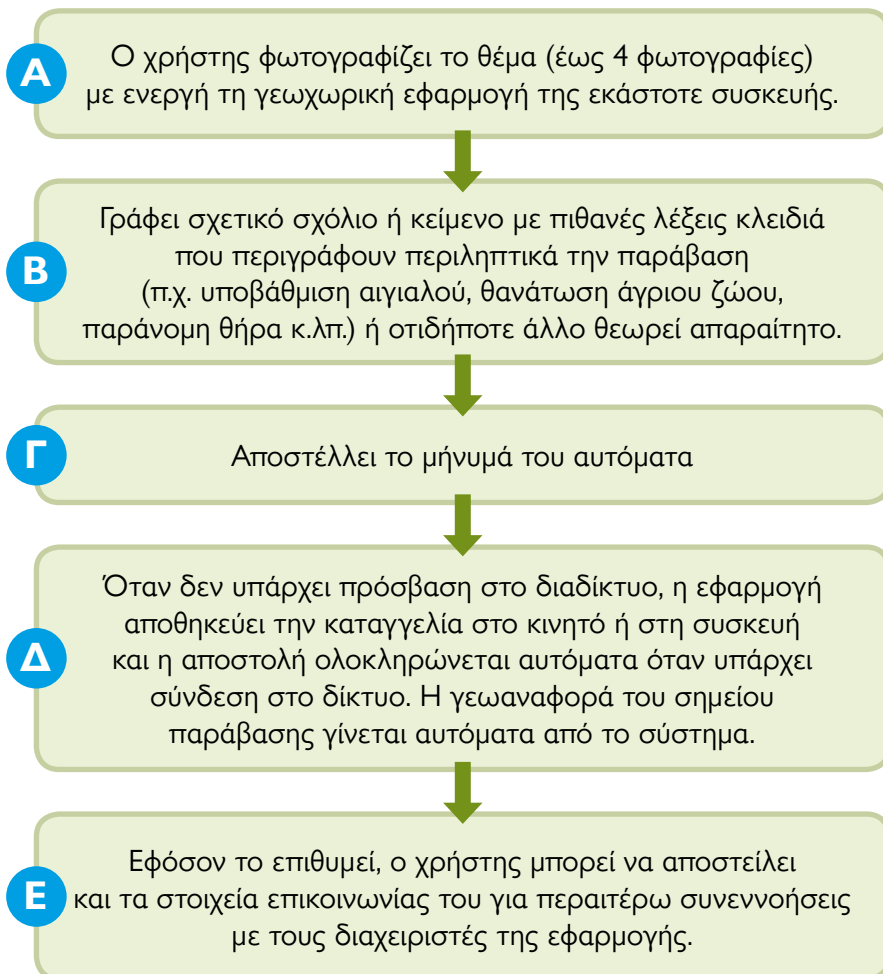 Α
Ο χρήστης φωτογραφίζει το θέμα (έως 4 φωτογραφίες)
με ενεργή τη γεωχωρική εφαρμογή της εκάστοτε συσκευής.
Β
Γράφει σχετικό σχόλιο ή κείμενο με πιθανές λέξεις κλειδιά
που περιγράφουν περιληπτικά την παράβαση
(π.χ. υποβάθμιση αιγιαλού, θανάτωση άγριου ζώου,
παράνομη θήρα κ.λπ.) ή οτιδήποτε άλλο θεωρεί απαραίτητο.
Γ
Αποστέλλει το μήνυμά του αυτόματα
Δ
Όταν δεν υπάρχει πρόσβαση στο διαδίκτυο, η εφαρμογή
αποθηκεύει την καταγγελία στο κινητό ή στη συσκευή
και η αποστολή ολοκληρώνεται αυτόματα όταν υπάρχει
σύνδεση στο δίκτυο. Η γεωαναφορά του σημείου
παράβασης γίνεται αυτόματα από το σύστημα.
Ε
Εφόσον το επιθυμεί, ο χρήστης μπορεί να αποστείλει
και τα στοιχεία επικοινωνίας του για περαιτέρω συνεννοήσεις
με τους διαχειριστές της εφαρμογής.